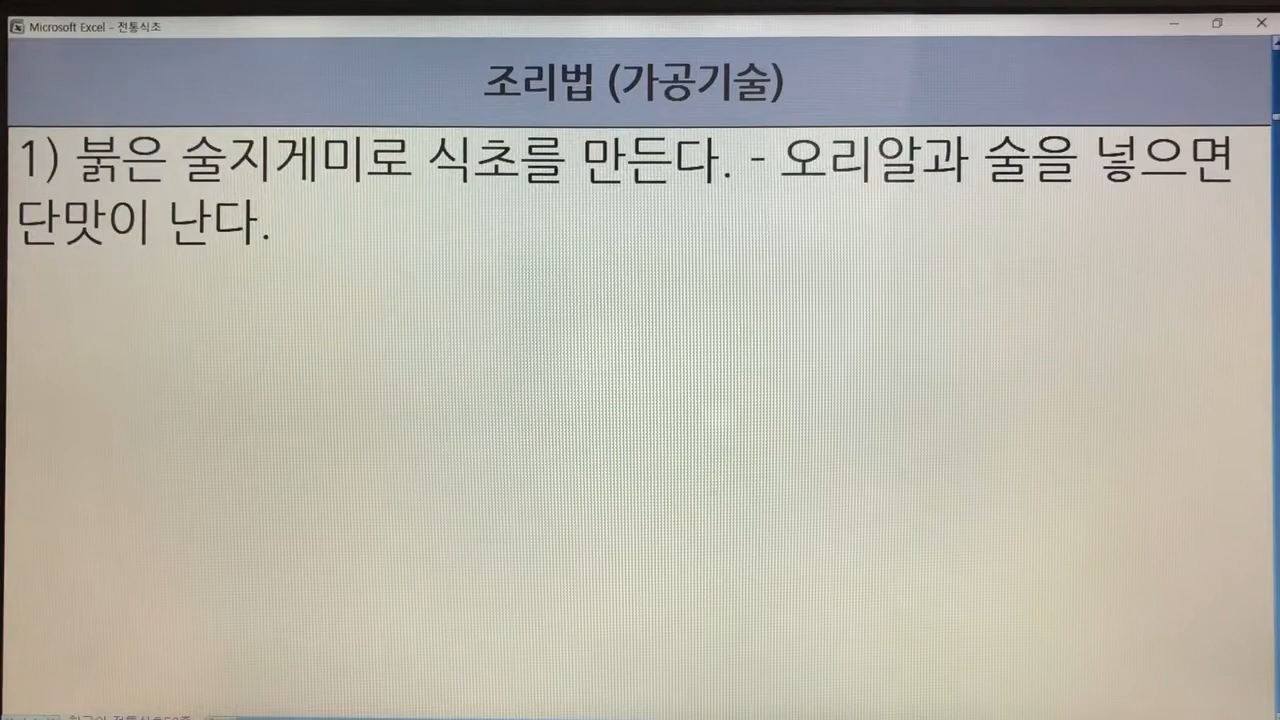 Microsoft Excel - 전통식초
조리법 (가공기술)
1) 붉은 술지게미로 식초를 만든다. - 오리알과 술을 넣으면
단맛이 난다.